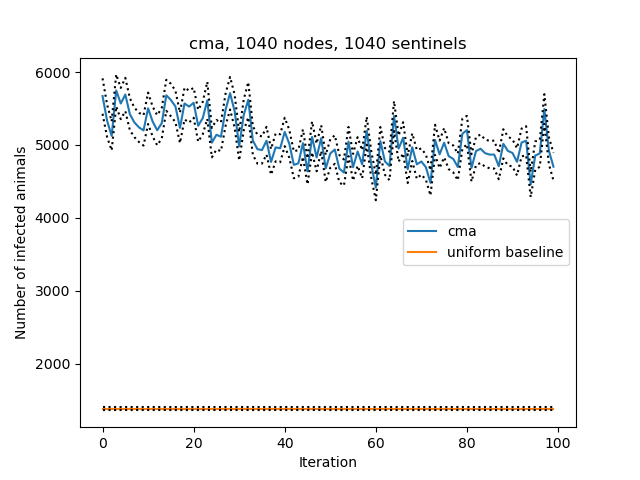 cma, 1040 nodes, 1040 sentinels
Number of infected animals
6000
5000
4000
3000
2000
cma
uniform baseline
0 20 40 60 80 100
Iteration